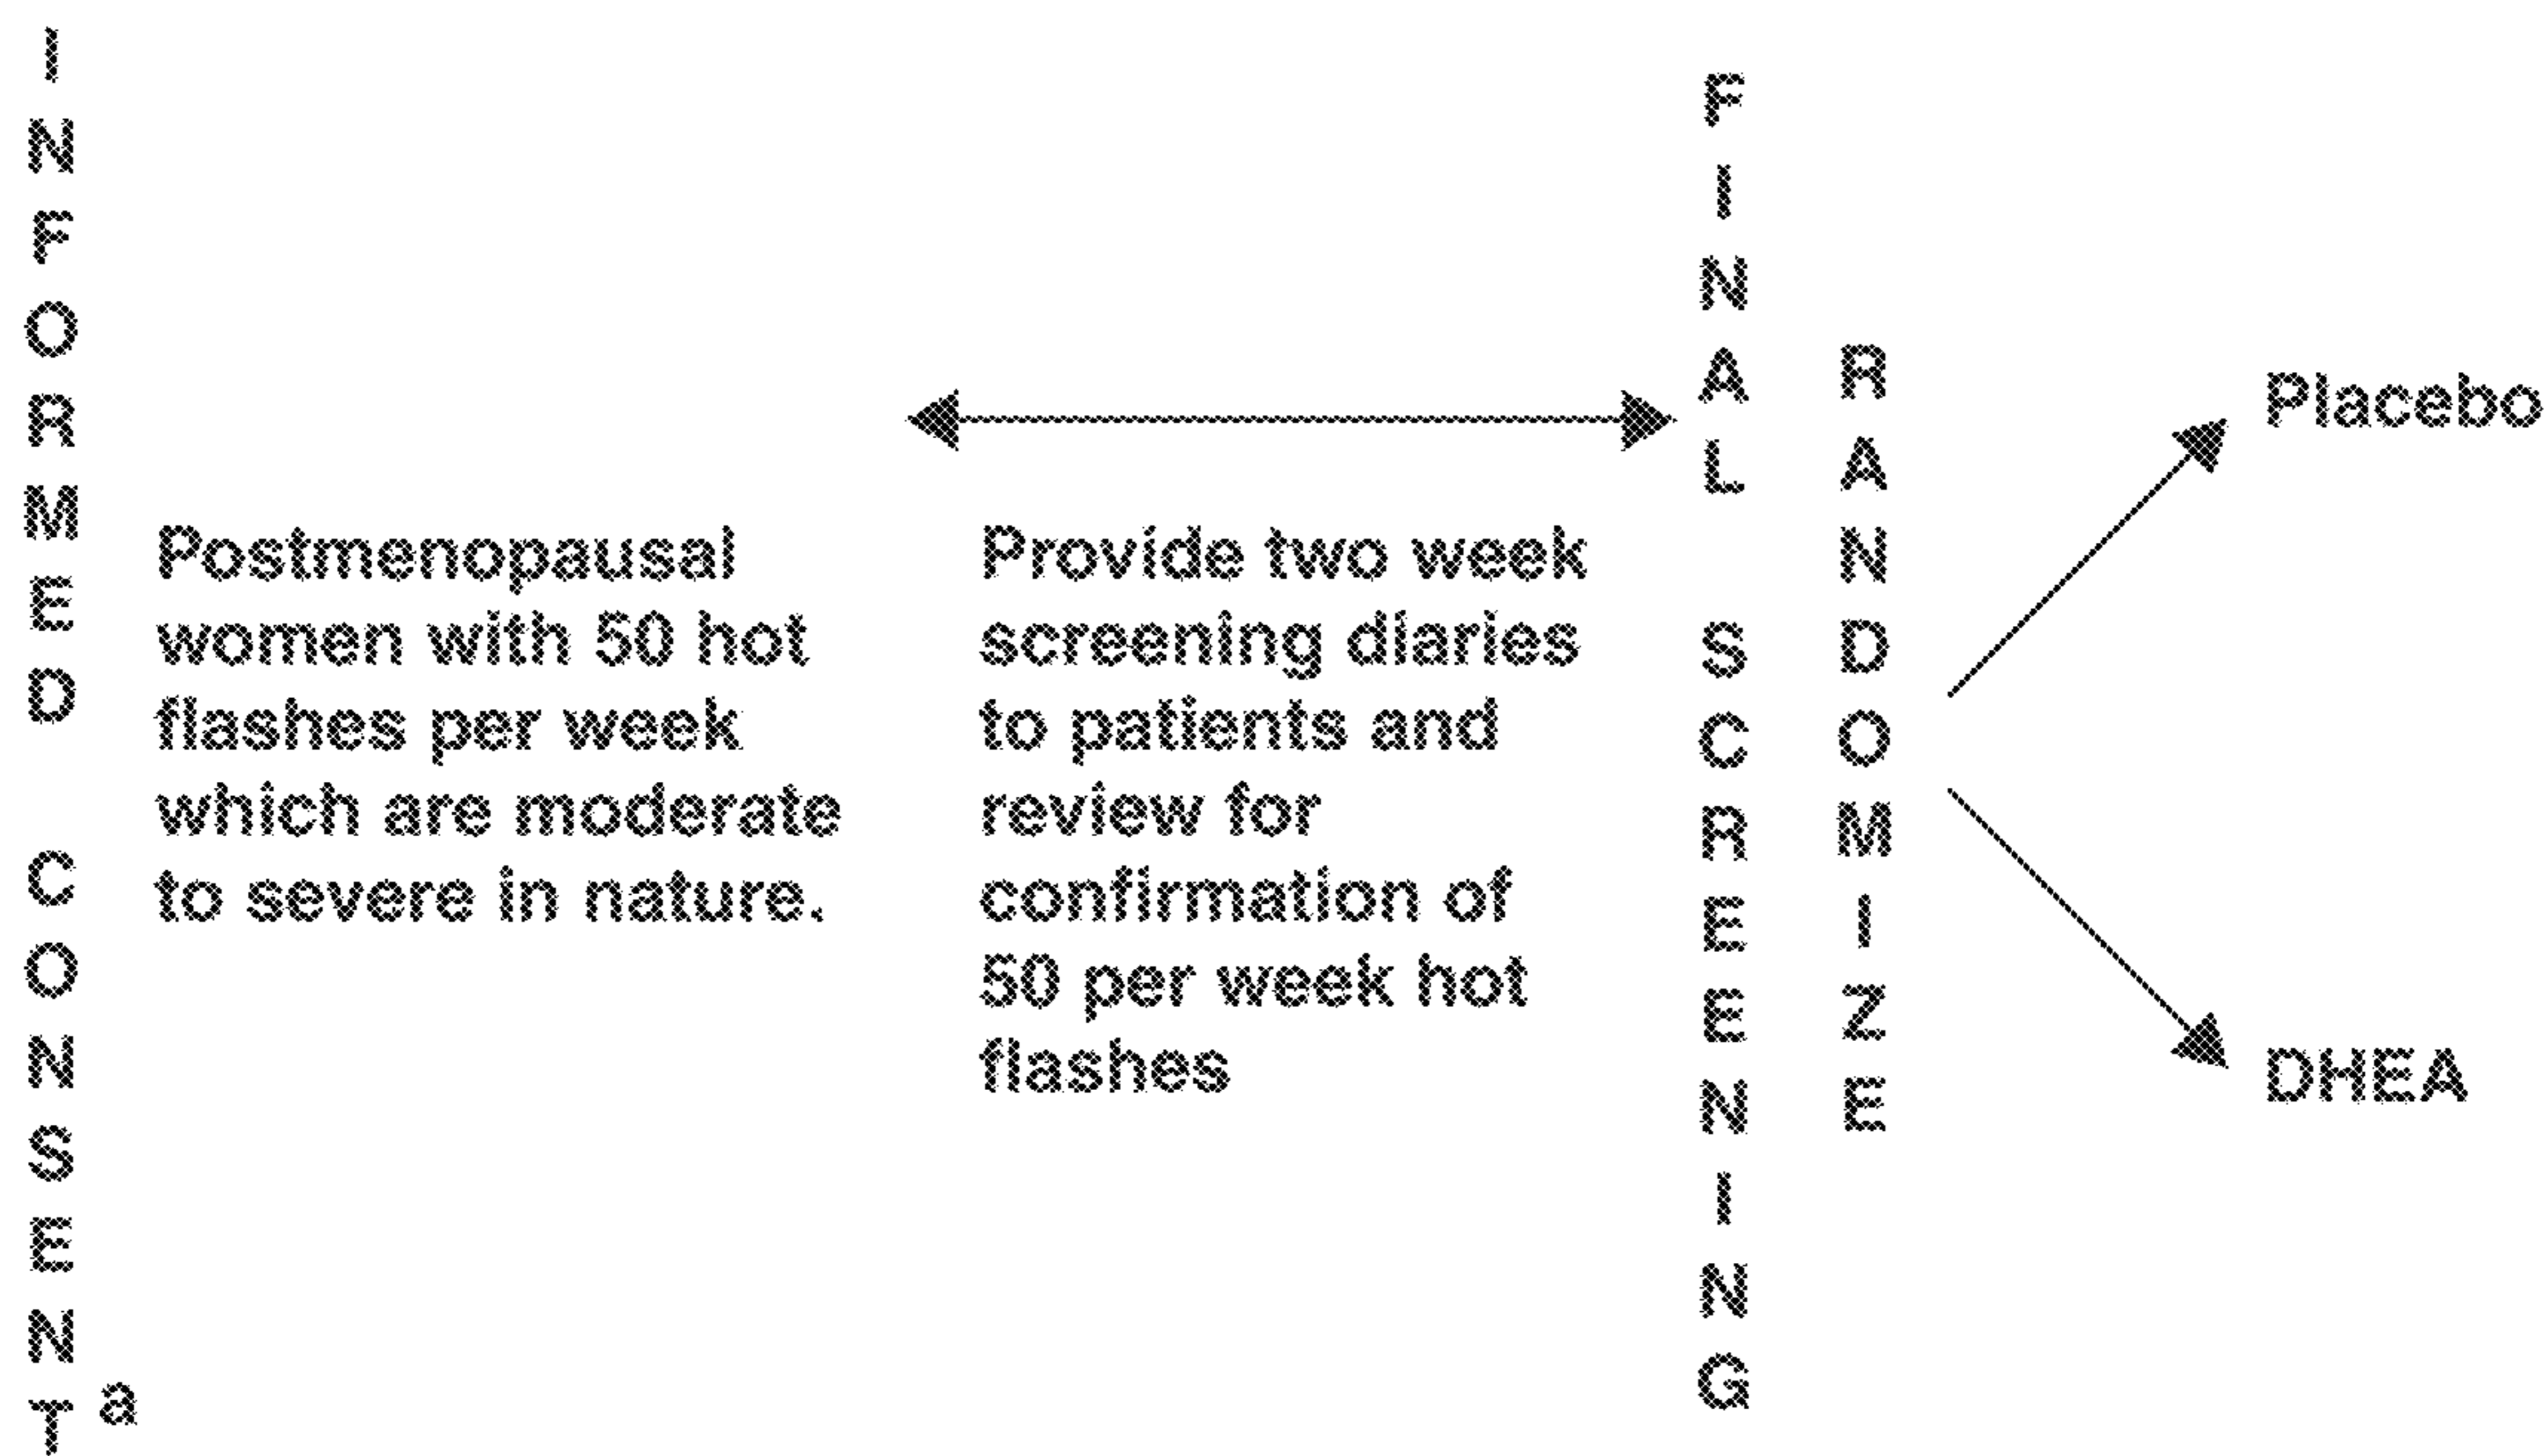 INFORMED CONSENT a
Postmenopausal
women with 50 hot
flashes per week
which are moderate
to severe in nature.
Provide two week
screening diaries
to patients and
review for
confirmation of
50 per week hot
flashes
FINAL SCREENING
RANDOMIZE
Placebo
DHEA